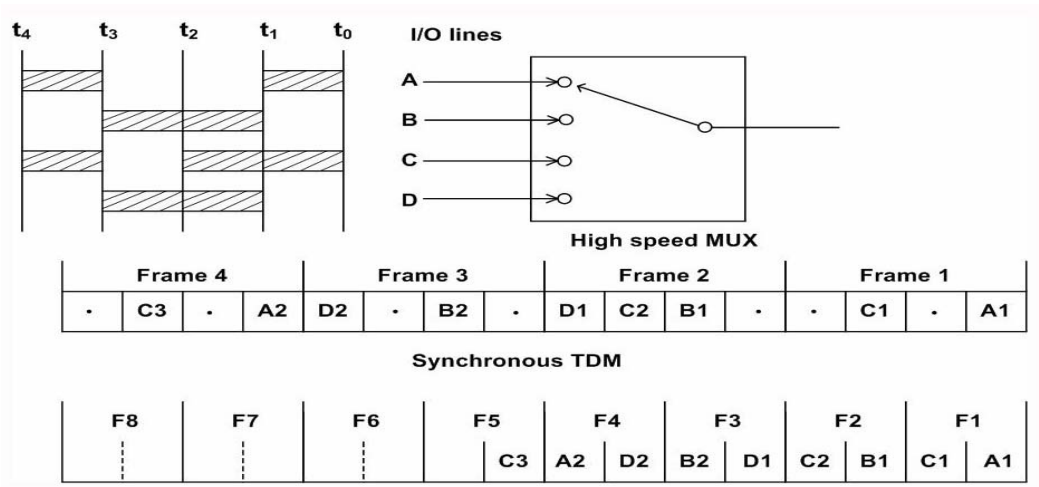 t4 t3 t2 t1 t0 I/O lines
A
B
C
D
High speed MUX
Frame 4 Frame 3 Frame 2 Frame 1
· C3 · A2 D2 · B2 · D1 C2 B1 · · C1 · A1
Synchronous TDM
F8 F7 F6 F5 F4 F3 F2 F1
C3 A2 D2 B2 D1 C2 B1 C1 A1